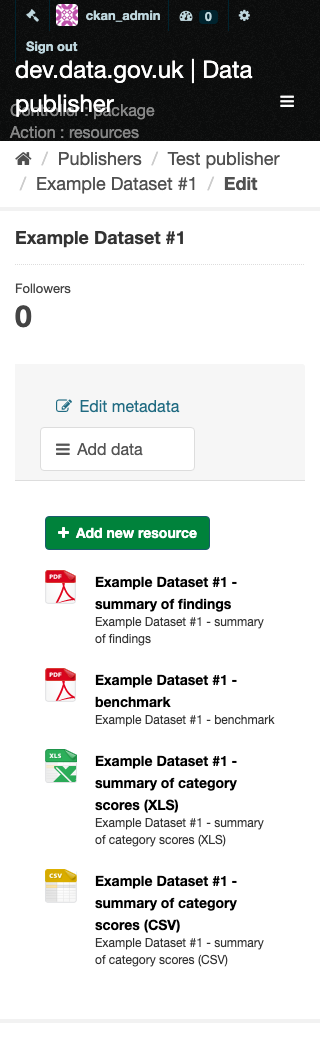 ckan_admin 0
Sign out
dev.data.gov.uk | Data
publisher
Controller : package
Action : resources
/ Publishers / Test publisher
/ Example Dataset #1 / Edit
Example Dataset #1
Followers
0
Edit metadata
Add data
+ Add new resource
PDF
Example Dataset #1 -
summary of findings
Example Dataset #1 - summary
of findings
PDF
Example Dataset #1 -
benchmark
Example Dataset #1 - benchmark
XLS
Example Dataset #1 -
summary of category
scores (XLS)
Example Dataset #1 - summary
of category scores (XLS)
CSV
Example Dataset #1 -
summary of category
scores (CSV)
Example Dataset #1 - summary
of category scores (CSV)